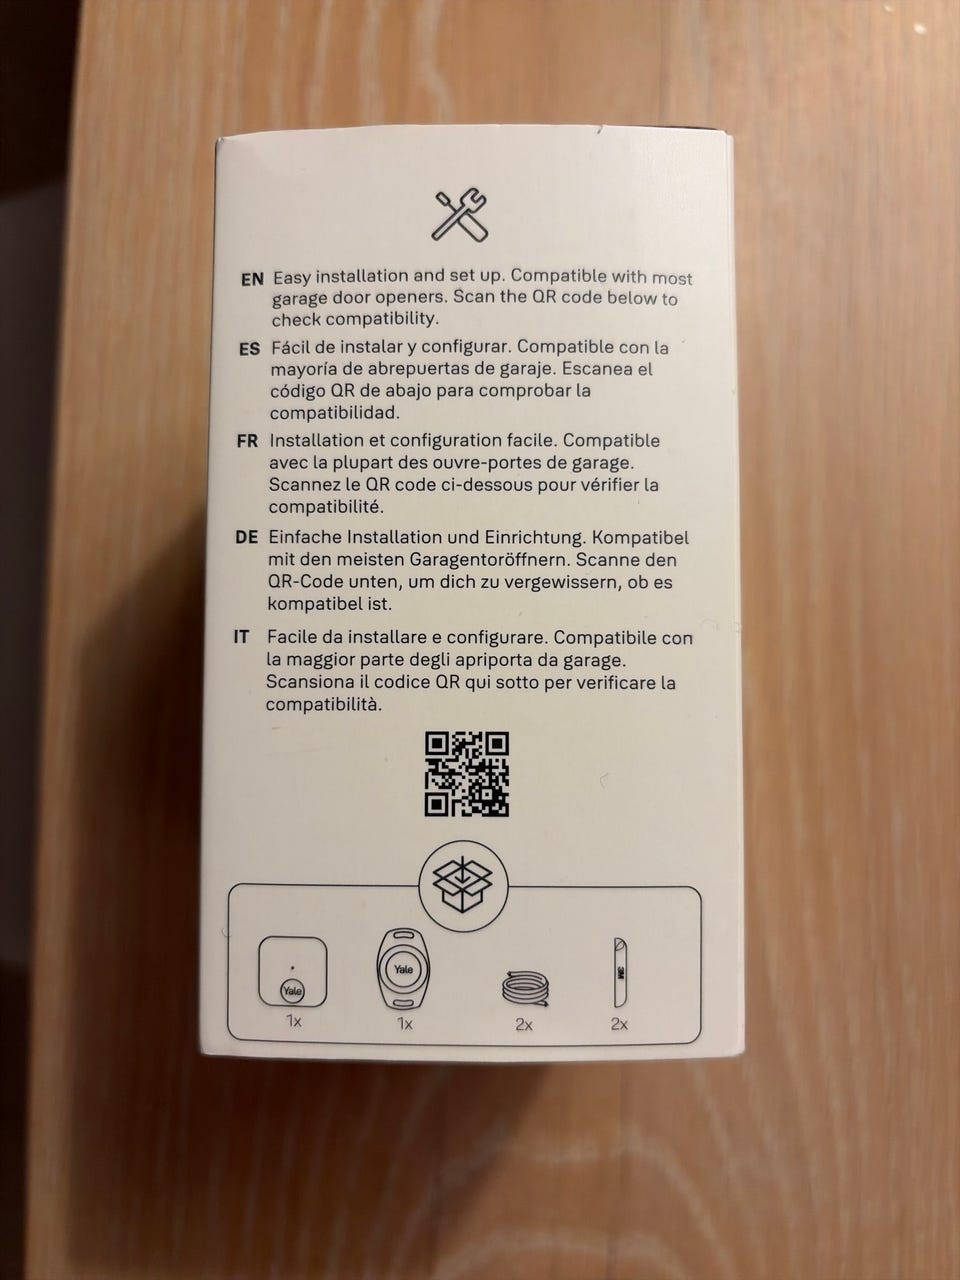 EN Easy installation and set up. Compatible with most
garage door openers. Scan the QR code below to
check compatibility.
ES Fácil de instalar y configurar. Compatible con la
mayoría de abrepuertas de garaje. Escanea el
código QR de abajo para comprobar la
compatibilidad.
FR Installation et configuration facile. Compatible
avec la plupart des ouvre-portes de garage.
Scannez le QR code ci-dessous pour vérifier la
compatibilité.
DE Einfache Installation und Einrichtung. Kompatibel
mit den meisten Garagentoröffnern. Scanne den
QR-Code unten, um dich zu vergewissern, ob es
kompatibel ist.
IT Facile da installare e configurare. Compatibile con
la maggior parte degli apriporta da garage.
Scansiona il codice QR qui sotto per verificare la
compatibilità.
Yale
Yale
3M
1x
1x
2x
2x